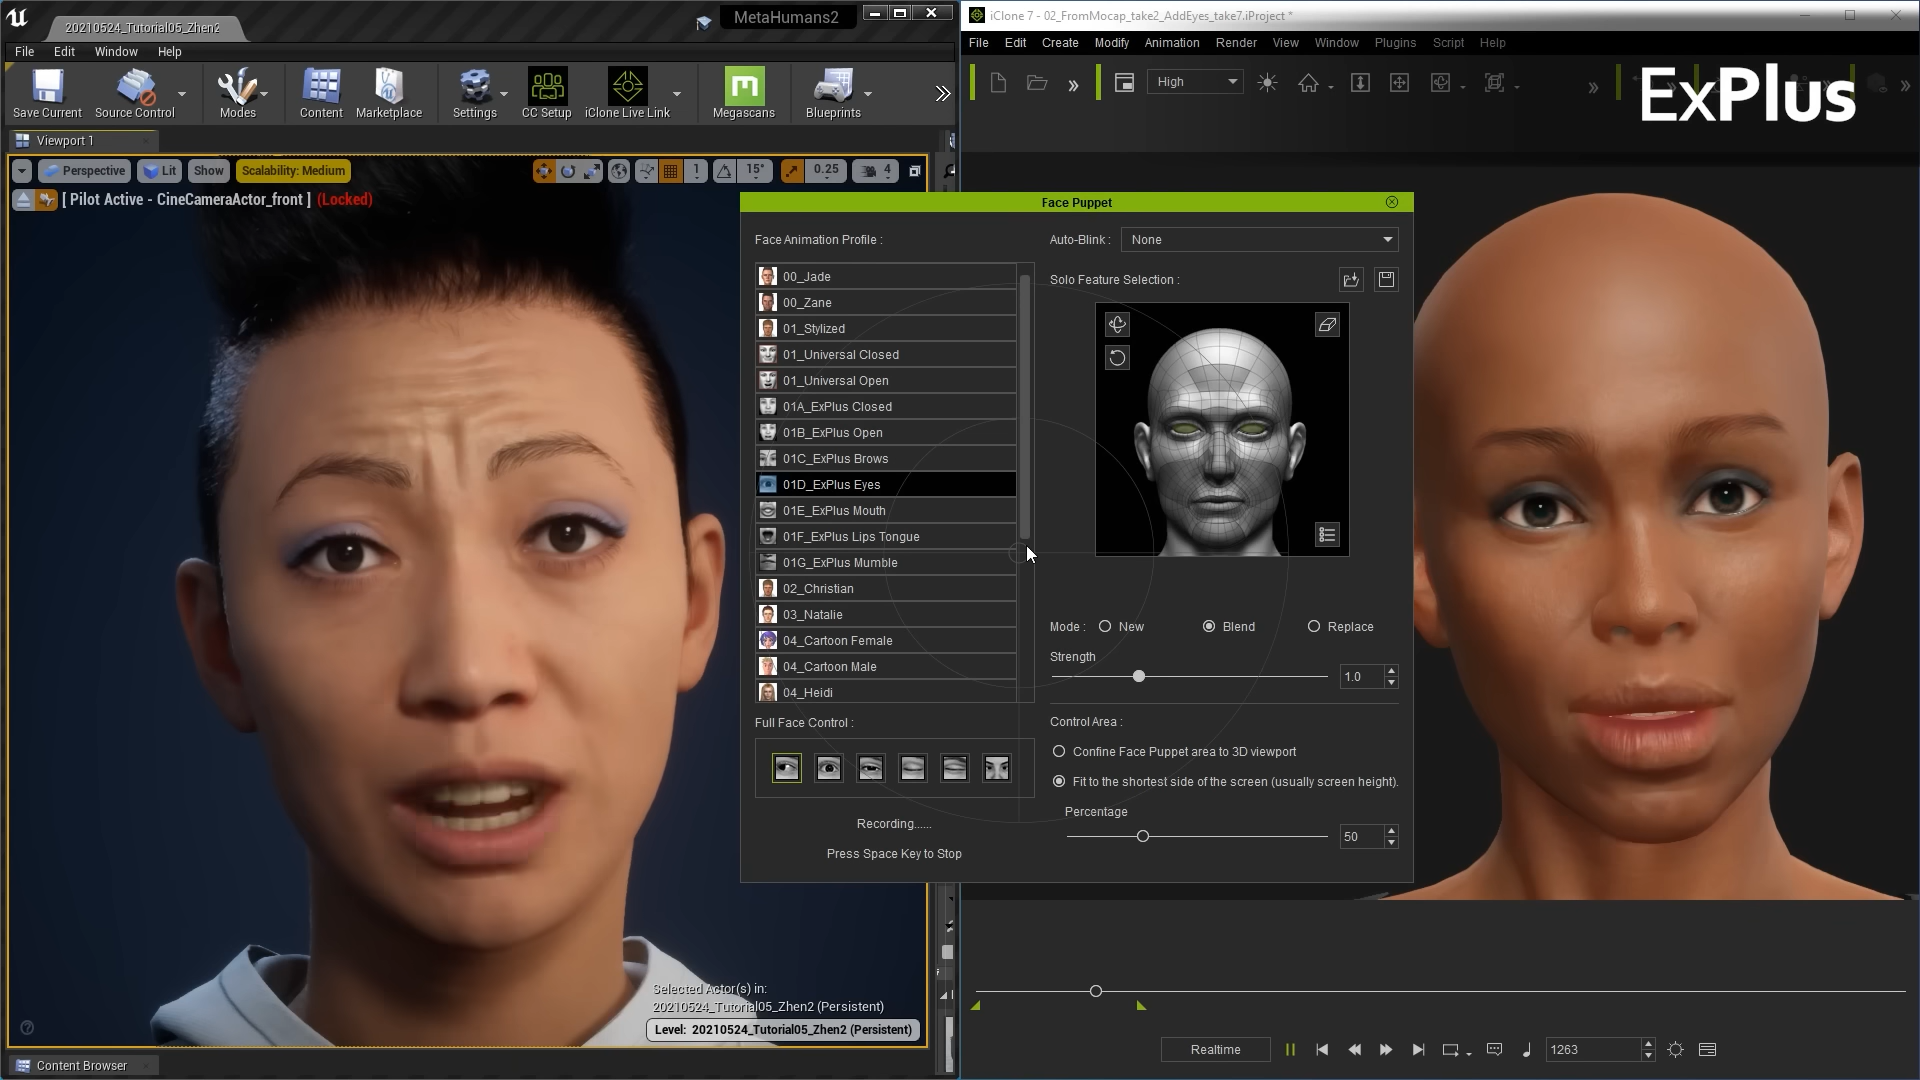 20210524_Tutorial05_Zhen2
MetaHumans2
File Edit Window Help
Save Current
Source Control
Modes
Content
Marketplace
Settings
CC Setup
iClone Live Link
Megascans
Blueprints
Viewport 1
Perspective
Lit
Show
Scalability: Medium
1
15°
0.25
4
[ Pilot Active - CineCameraActor_front ] (Locked)
Selected Actor(s) in:
20210524_Tutorial05_Zhen2 (Persistent)
Level: 20210524_Tutorial05_Zhen2 (Persistent)
Content Browser
iClone 7 - 02_FromMocap_take2_AddEyes_take7.iProject *
File Edit Create Modify Animation Render View Window Plugins Script Help
High
ExPlus
Face Puppet
Face Animation Profile :
00_Jade
00_Zane
01_Stylized
01_Universal Closed
01_Universal Open
01A_ExPlus Closed
01B_ExPlus Open
01C_ExPlus Brows
01D_ExPlus Eyes
01E_ExPlus Mouth
01F_ExPlus Lips Tongue
01G_ExPlus Mumble
02_Christian
03_Natalie
04_Cartoon Female
04_Cartoon Male
04_Heidi
Full Face Control :
Recording......
Press Space Key to Stop
Auto-Blink : None
Solo Feature Selection :
Mode : New Blend Replace
Strength
1.0
Control Area :
Confine Face Puppet area to 3D viewport
Fit to the shortest side of the screen (usually screen height).
Percentage
50
Realtime
1263